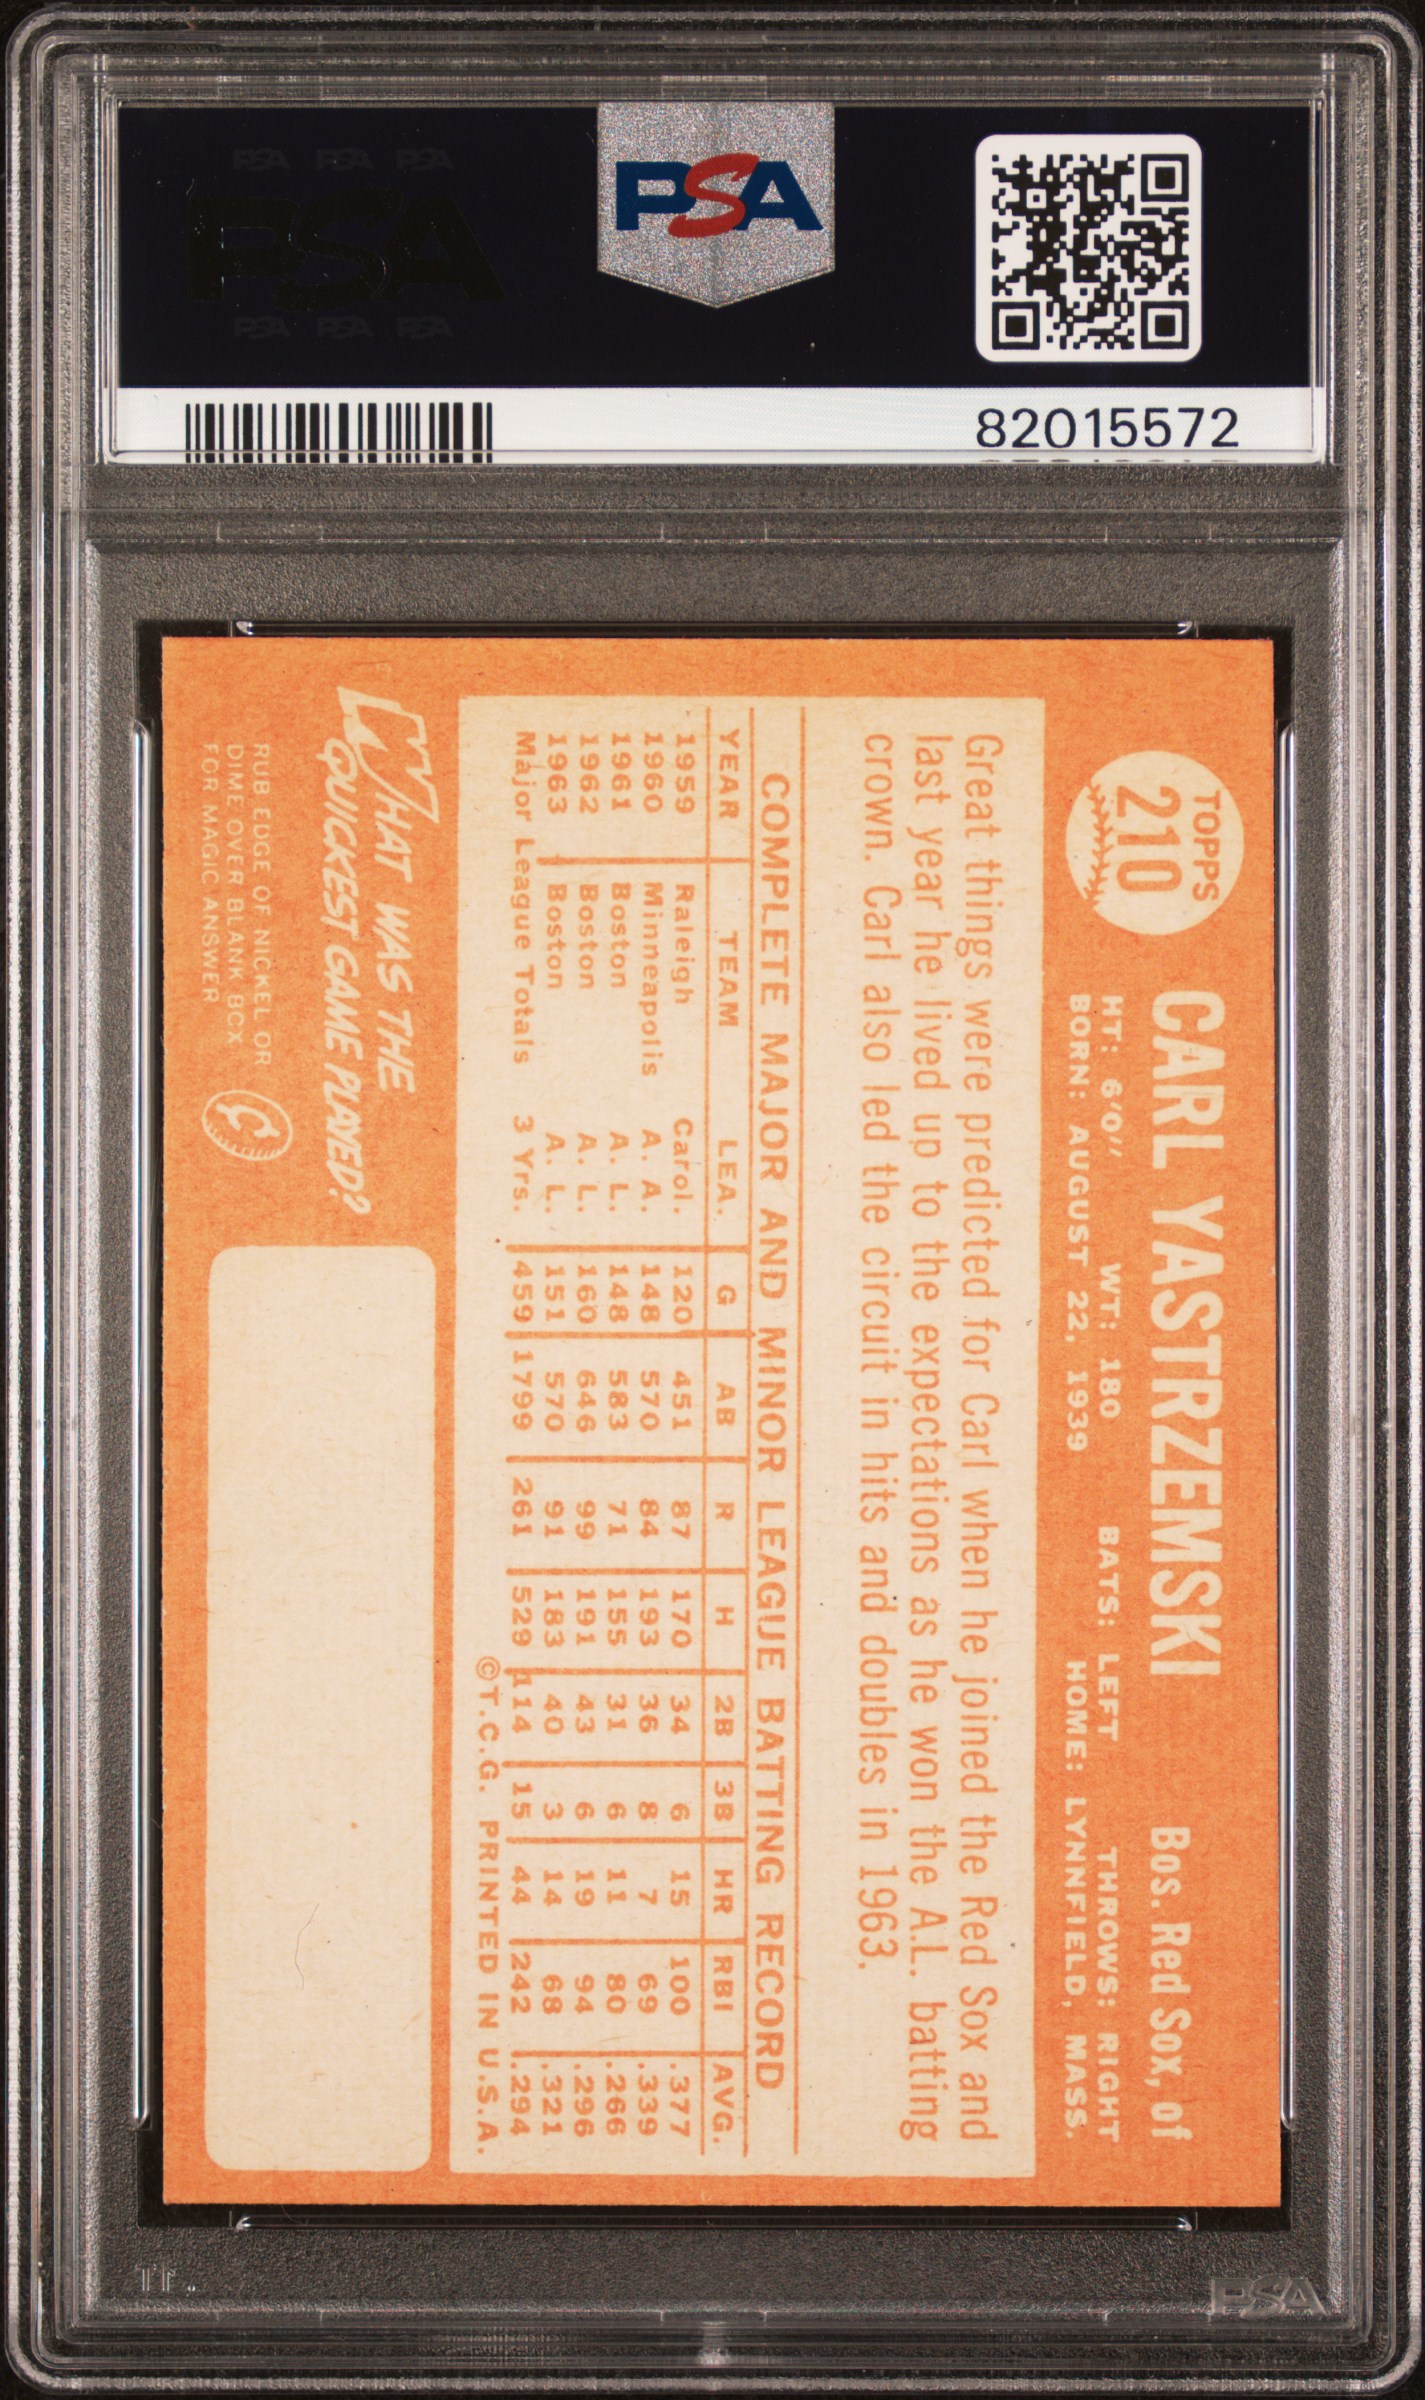 PSA PSA PSA
PSA
PSA PSA PSA
PSA
82015572
TOPPS
210
CARL YASTRZEMSKI Bos. Red Sox, of
HT: 6'0'' WT: 180 BATS: LEFT THROWS: RIGHT
BORN: AUGUST 22, 1939 HOME: LYNNFIELD, MASS.
Great things were predicted for Carl when he joined the Red Sox and
last year he lived up to the expectations as he won the A.L. batting
crown. Carl also led the circuit in hits and doubles in 1963.
COMPLETE MAJOR AND MINOR LEAGUE BATTING RECORD
YEAR TEAM LEA. G AB R H 2B 3B HR RBI AVG.
1959 Raleigh Carol. 120 451 87 170 34 6 15 100 .377
1960 Minneapolis A. A. 148 570 84 193 36 8 7 69 .339
1961 Boston A. L. 148 583 71 155 31 6 11 80 .266
1962 Boston A. L. 160 646 99 191 43 6 19 94 .296
1963 Boston A. L. 151 570 91 183 40 3 14 68 .321
Major League Totals 3 Yrs. 459 1799 261 529 114 15 44 242 .294
©T.C.G. PRINTED IN U.S.A.
WHAT WAS THE
QUICKEST GAME PLAYED?
RUB EDGE OF NICKEL OR
DIME OVER BLANK BOX
FOR MAGIC ANSWER
C
PSA